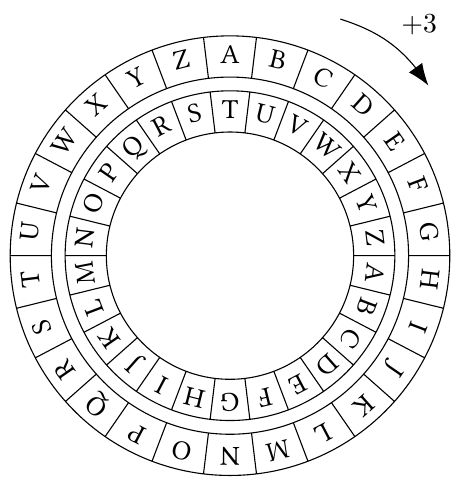 +3
A B C D E F G H I J K L M N O P Q R S T U V W X Y Z
T U V W X Y Z A B C D E F G H I J K L M N O P Q R S